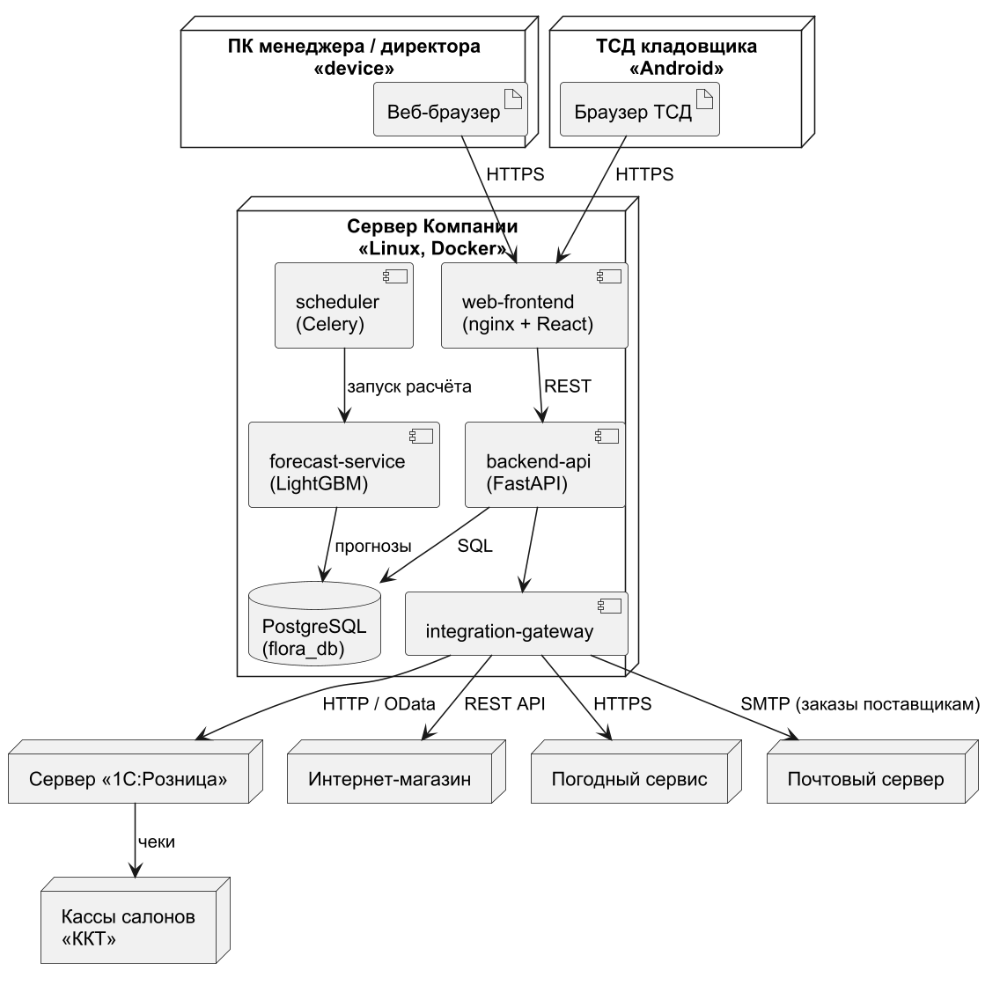 ПК менеджера / директора
«device»
Веб-браузер
ТСД кладовщика
«Android»
Браузер ТСД
HTTPS
HTTPS
Сервер Компании
«Linux, Docker»
scheduler
(Celery)
web-frontend
(nginx + React)
запуск расчёта
REST
forecast-service
(LightGBM)
backend-api
(FastAPI)
прогнозы
SQL
PostgreSQL
(flora_db)
integration-gateway
HTTP / OData
REST API
HTTPS
SMTP (заказы поставщикам)
Сервер «1С:Розница»
Интернет-магазин
Погодный сервис
Почтовый сервер
чеки
Кассы салонов
«ККТ»